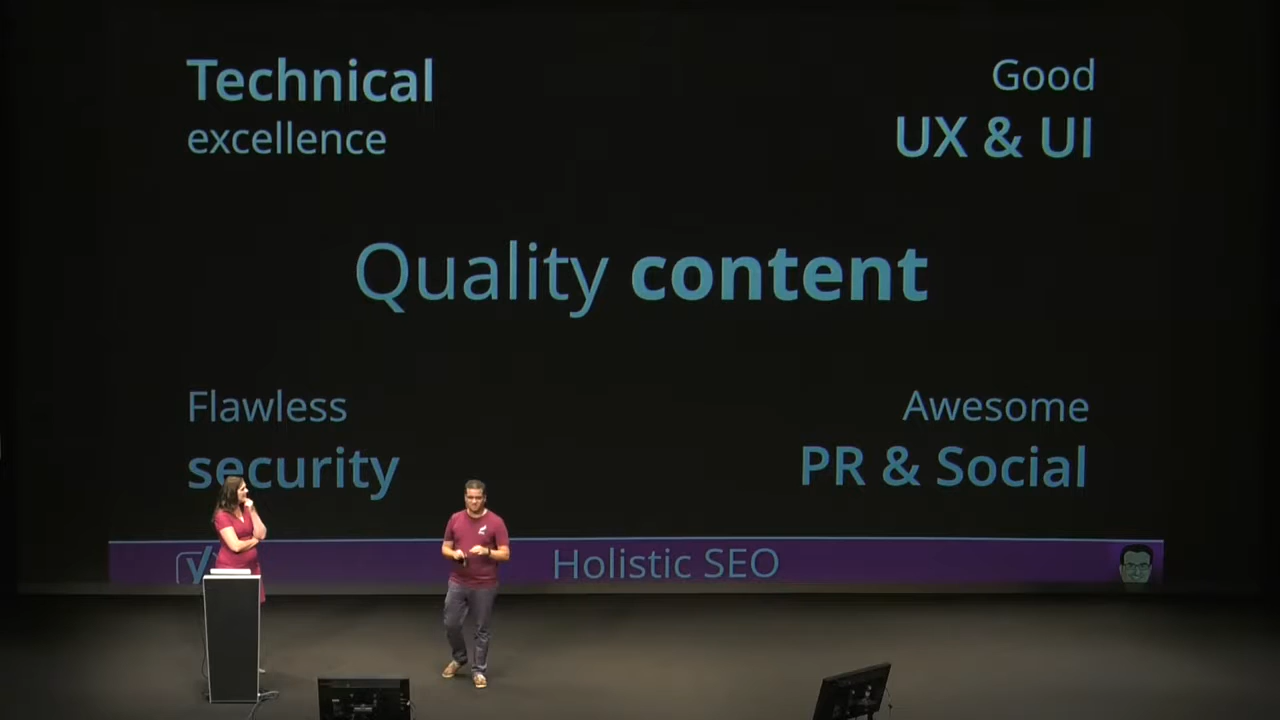 Technical
excellence
Good
UX & UI
Quality content
Flawless
security
Awesome
PR & Social
Holistic SEO